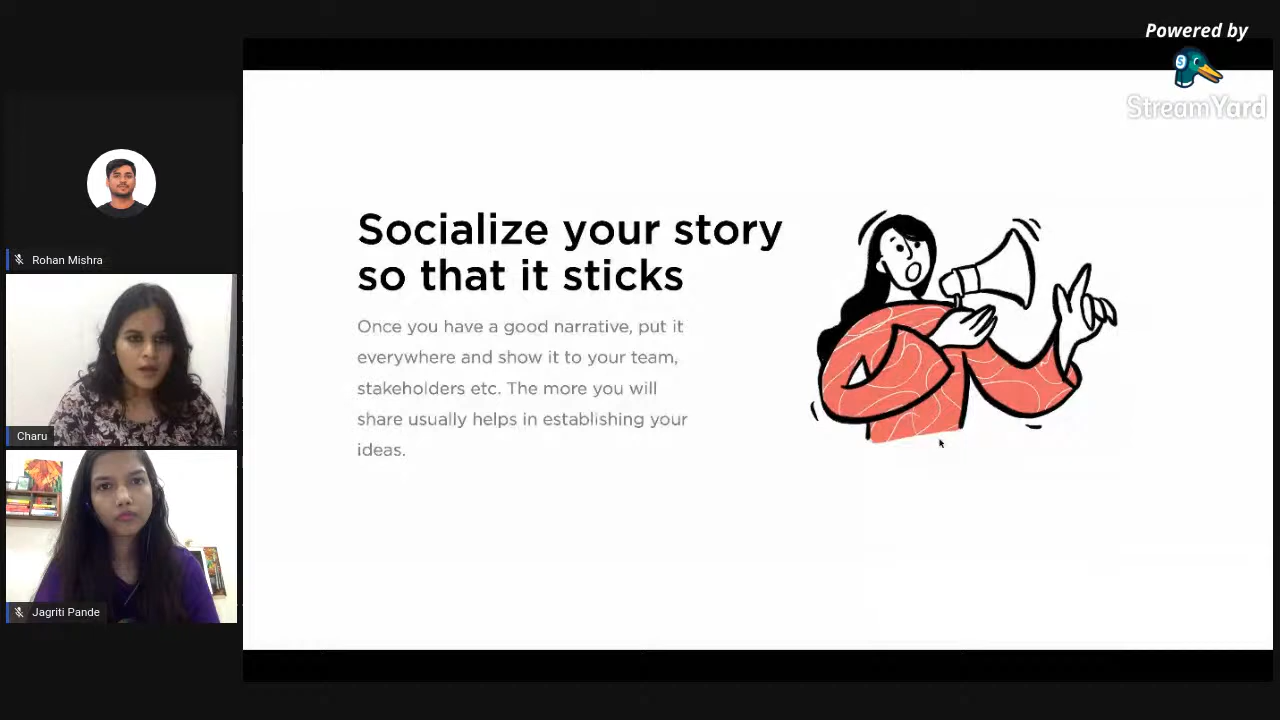 Powered by
StreamYard
Rohan Mishra
Charu
Jagriti Pande
Socialize your story
so that it sticks
Once you have a good narrative, put it
everywhere and show it to your team,
stakeholders etc. The more you will
share usually helps in establishing your
ideas.